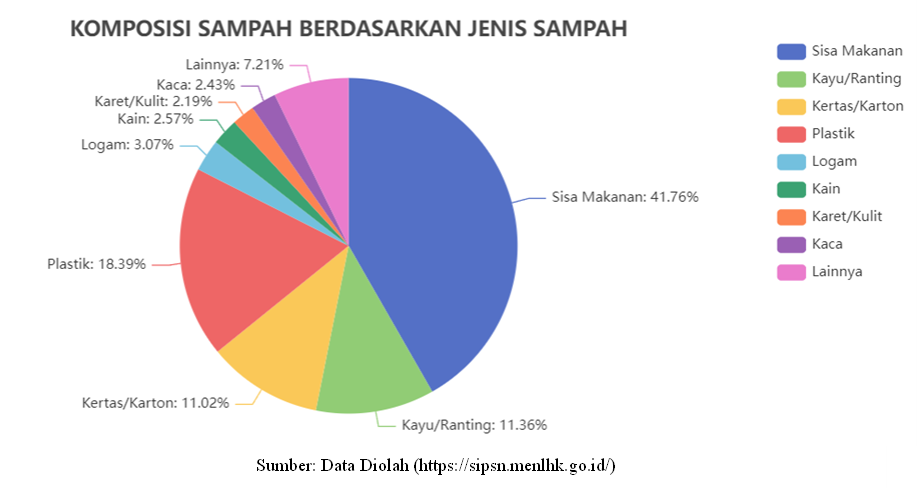 KOMPOSISI SAMPAH BERDASARKAN JENIS SAMPAH
Lainnya: 7.21%
Kaca: 2.43%
Karet/Kulit: 2.19%
Kain: 2.57%
Logam: 3.07%
Plastik: 18.39%
Kertas/Karton: 11.02%
Kayu/Ranting: 11.36%
Sisa Makanan: 41.76%
Sisa Makanan
Kayu/Ranting
Kertas/Karton
Plastik
Logam
Kain
Karet/Kulit
Kaca
Lainnya
Sumber: Data Diolah (https://sipsn.menlhk.go.id/)